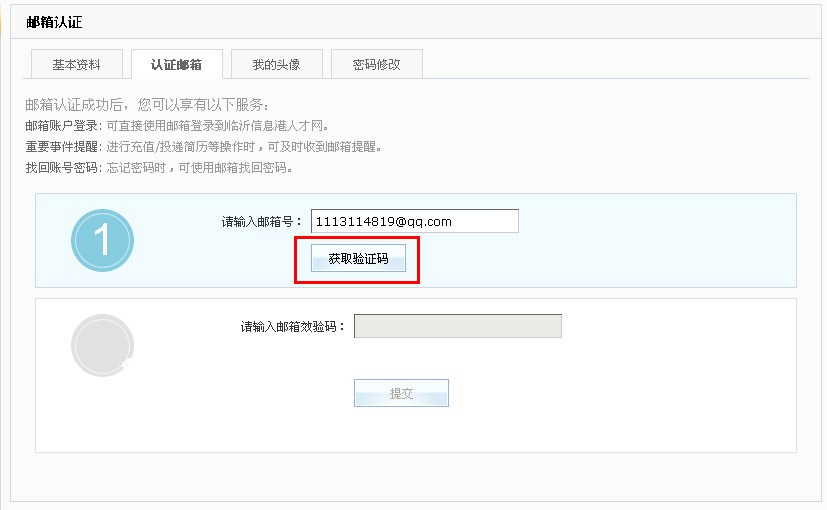 邮箱认证
基本资料 认证邮箱 我的头像 密码修改
邮箱认证成功后，您可以享有以下服务：
邮箱账户登录: 可直接使用邮箱登录到临沂信息港人才网。
重要事件提醒: 进行充值/投递简历等操作时，可及时收到邮箱提醒。
找回账号密码: 忘记密码时，可使用邮箱找回密码。
1
请输入邮箱号： 1113114819@qq.com
获取验证码
请输入邮箱效验码：
提交